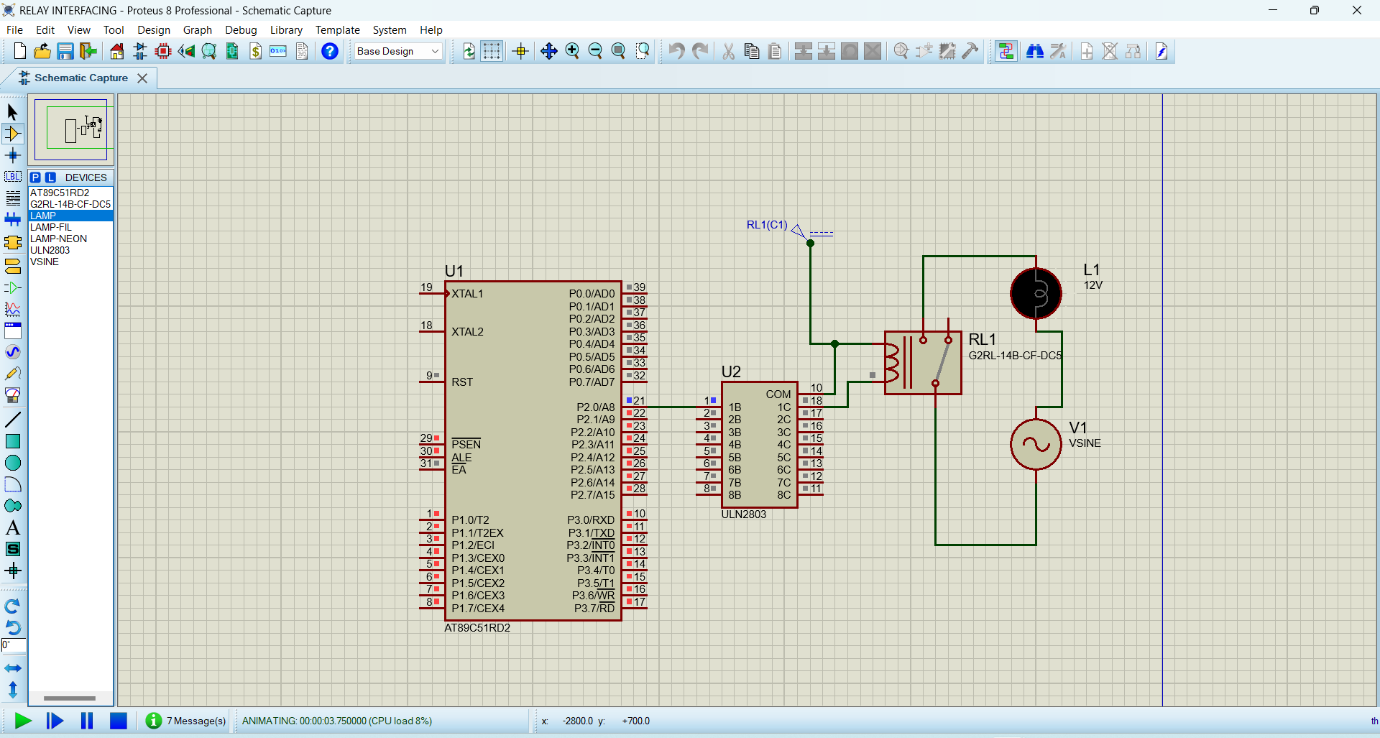 RELAY INTERFACING - Proteus 8 Professional - Schematic Capture
File Edit View Tool Design Graph Debug Library Template System Help
Base Design
Schematic Capture
P L DEVICES
AT89C51RD2
G2RL-14B-CF-DC5
LAMP
LAMP-FIL
LAMP-NEON
ULN2803
VSINE
LBL
A
S
0°
RL1(C1)
U1
19 XTAL1
18 XTAL2
9 RST
29 PSEN
30 ALE
31 EA
1 P1.0/T2
2 P1.1/T2EX
3 P1.2/ECI
4 P1.3/CEX0
5 P1.4/CEX1
6 P1.5/CEX2
7 P1.6/CEX3
8 P1.7/CEX4
P0.0/AD0 39
P0.1/AD1 38
P0.2/AD2 37
P0.3/AD3 36
P0.4/AD4 35
P0.5/AD5 34
P0.6/AD6 33
P0.7/AD7 32
P2.0/A8 21
P2.1/A9 22
P2.2/A10 23
P2.3/A11 24
P2.4/A12 25
P2.5/A13 26
P2.6/A14 27
P2.7/A15 28
P3.0/RXD 10
P3.1/TXD 11
P3.2/INT0 12
P3.3/INT1 13
P3.4/T0 14
P3.5/T1 15
P3.6/WR 16
P3.7/RD 17
AT89C51RD2
U2
COM 10
1 1B 1C 18
2 2B 2C 17
3 3B 3C 16
4 4B 4C 15
5 5B 5C 14
6 6B 6C 13
7 7B 7C 12
8 8B 8C 11
ULN2803
RL1
G2RL-14B-CF-DC5
L1
12V
V1
VSINE
7 Message(s) ANIMATING: 00:00:03.750000 (CPU load 8%) x: -2800.0 y: +700.0 th